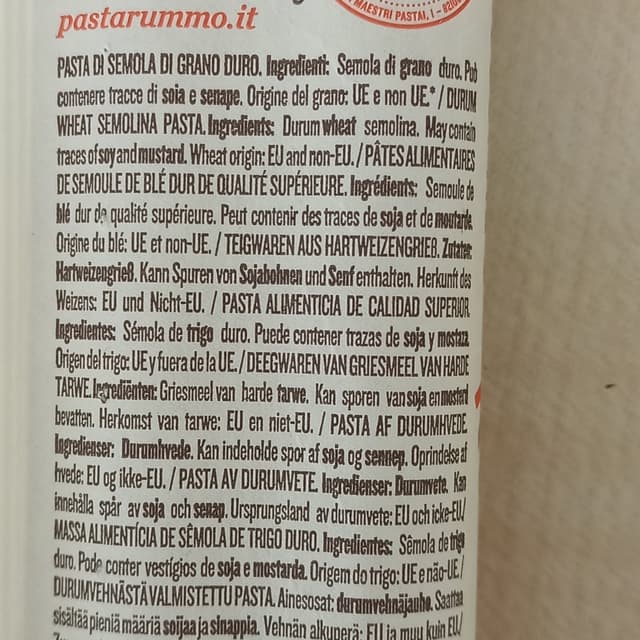 pastarummo.it
MAESTRI PASTAI,
PASTA DI SEMOLA DI GRANO DURO. Ingredienti: Semola di grano duro. Può
contenere tracce di soia e senape. Origine del grano: UE e non UE.* / DURUM
WHEAT SEMOLINA PASTA. Ingredients: Durum wheat semolina. May contain
traces of soy and mustard. Wheat origin: EU and non-EU. / PÂTES ALIMENTAIRES
DE SEMOULE DE BLÉ DUR DE QUALITÉ SUPÉRIEURE. Ingrédients: Semoule de
blé dur de qualité supérieure. Peut contenir des traces de soja et de moutarde.
Origine du blé: UE et non-UE. / TEIGWAREN AUS HARTWEIZENGRIEẞ. Zutaten:
Hartweizengrieß. Kann Spuren von Sojabohnen und Senf enthalten. Herkunft des
Weizens: EU und Nicht-EU. / PASTA ALIMENTICIA DE CALIDAD SUPERIOR.
Ingredientes: Sémola de trigo duro. Puede contener trazas de soja y mostaza.
Origen del trigo: UE y fuera de la UE. / DEEGWAREN VAN GRIESMEEL VAN HARDE
TARWE. Ingrediënten: Griesmeel van harde tarwe. Kan sporen van soja en mosterd
bevatten. Herkomst van tarwe: EU en niet-EU. / PASTA AF DURUMHVEDE.
Ingredienser: Durumhvede. Kan indeholde spor af soja og sennep. Oprindelse af
hvede: EU og ikke-EU. / PASTA AV DURUMVETE. Ingredienser: Durumvete. Kan
innehålla spår av soja och senap. Ursprungsland av durumvete: EU och icke-EU/
MASSA ALIMENTÍCIA DE SÊMOLA DE TRIGO DURO. Ingredientes: Sêmola de trigo
duro. Pode conter vestígios de soja e mostarda. Origem do trigo: UE e não-UE. /
DURUMVEHNÄSTÄ VALMISTETTU PASTA. Ainesosat: durumvehnäjauho. Saattaa
sisältää pieniä määriä soijaa ja sinappia. Vehnän alkuperä: EU ja muu kuin EU/